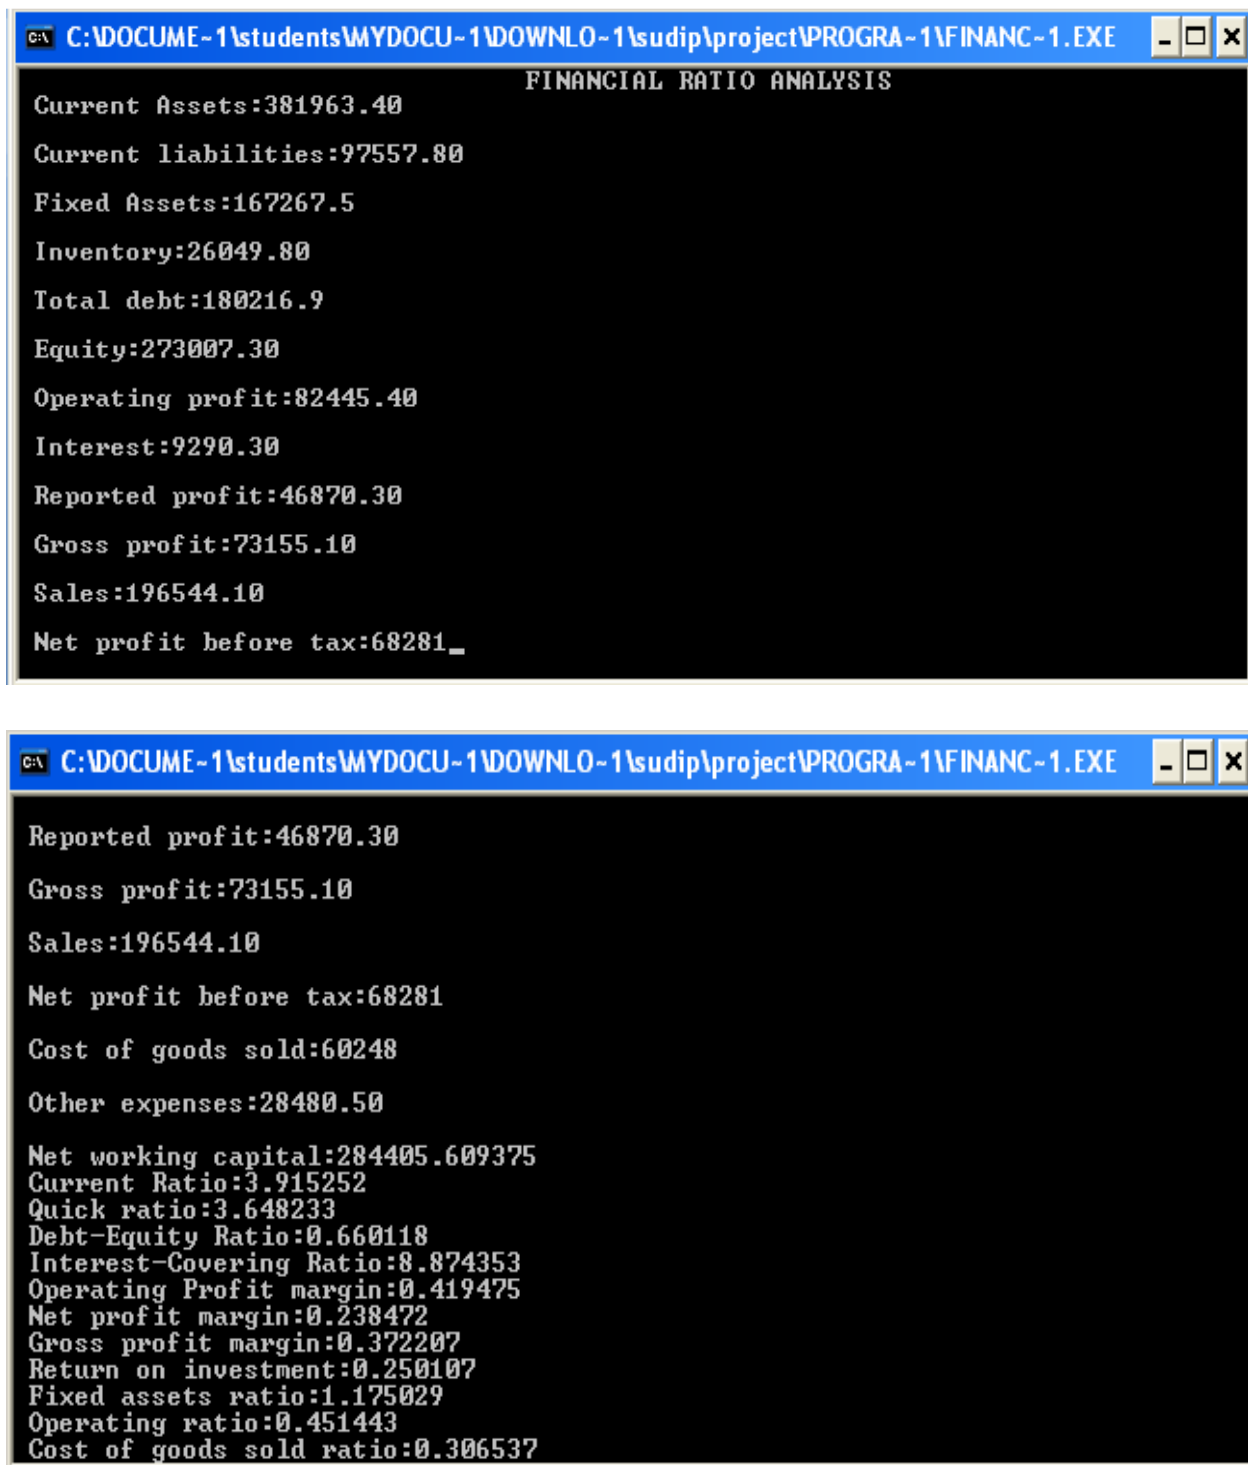 C:\DOCUME~1\students\MYDOCU~1\DOWNLO~1\sudip\project\PROGRA~1\FINANC~1.EXE
FINANCIAL RATIO ANALYSIS
Current Assets:381963.40
Current liabilities:97557.80
Fixed Assets:167267.5
Inventory:26049.80
Total debt:180216.9
Equity:273007.30
Operating profit:82445.40
Interest:9290.30
Reported profit:46870.30
Gross profit:73155.10
Sales:196544.10
Net profit before tax:68281_
C:\DOCUME~1\students\MYDOCU~1\DOWNLO~1\sudip\project\PROGRA~1\FINANC~1.EXE
Reported profit:46870.30
Gross profit:73155.10
Sales:196544.10
Net profit before tax:68281
Cost of goods sold:60248
Other expenses:28480.50
Net working capital:284405.609375
Current Ratio:3.915252
Quick ratio:3.648233
Debt-Equity Ratio:0.660118
Interest-Covering Ratio:8.874353
Operating Profit margin:0.419475
Net profit margin:0.238472
Gross profit margin:0.372207
Return on investment:0.250107
Fixed assets ratio:1.175029
Operating ratio:0.451443
Cost of goods sold ratio:0.306537